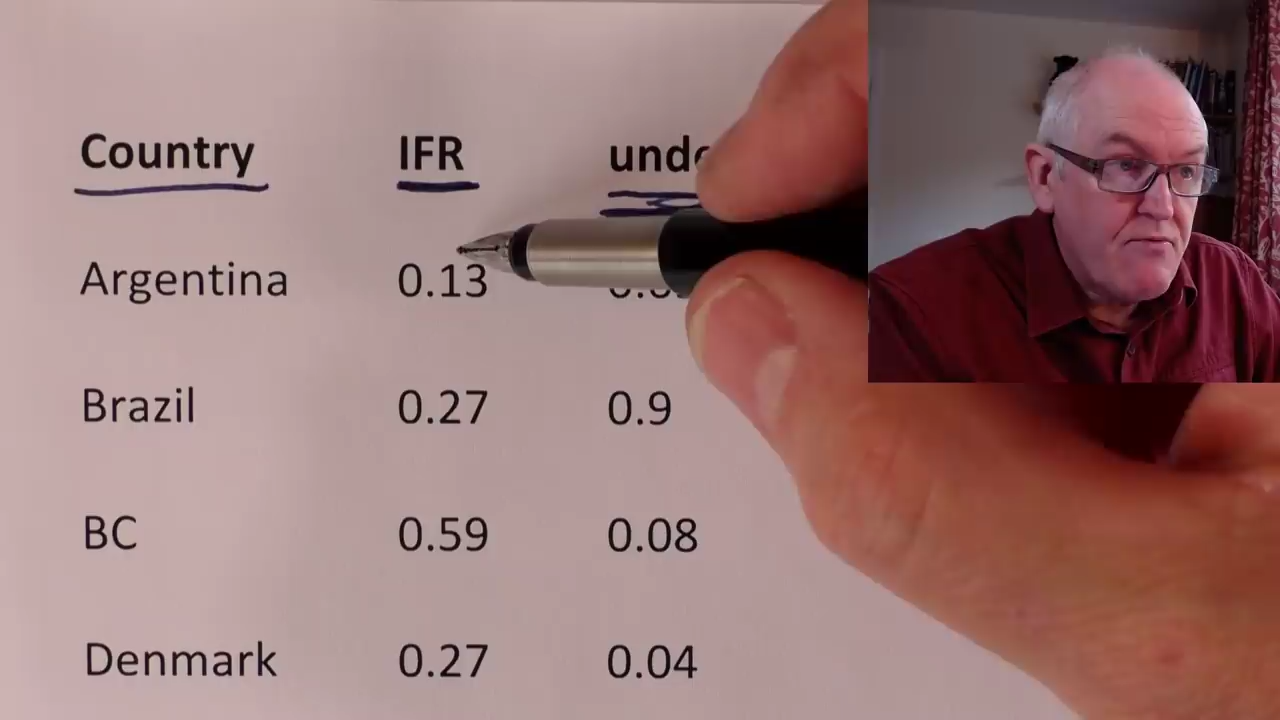 Country IFR
Argentina 0.13
Brazil 0.27 0.9
BC 0.59 0.08
Denmark 0.27 0.04